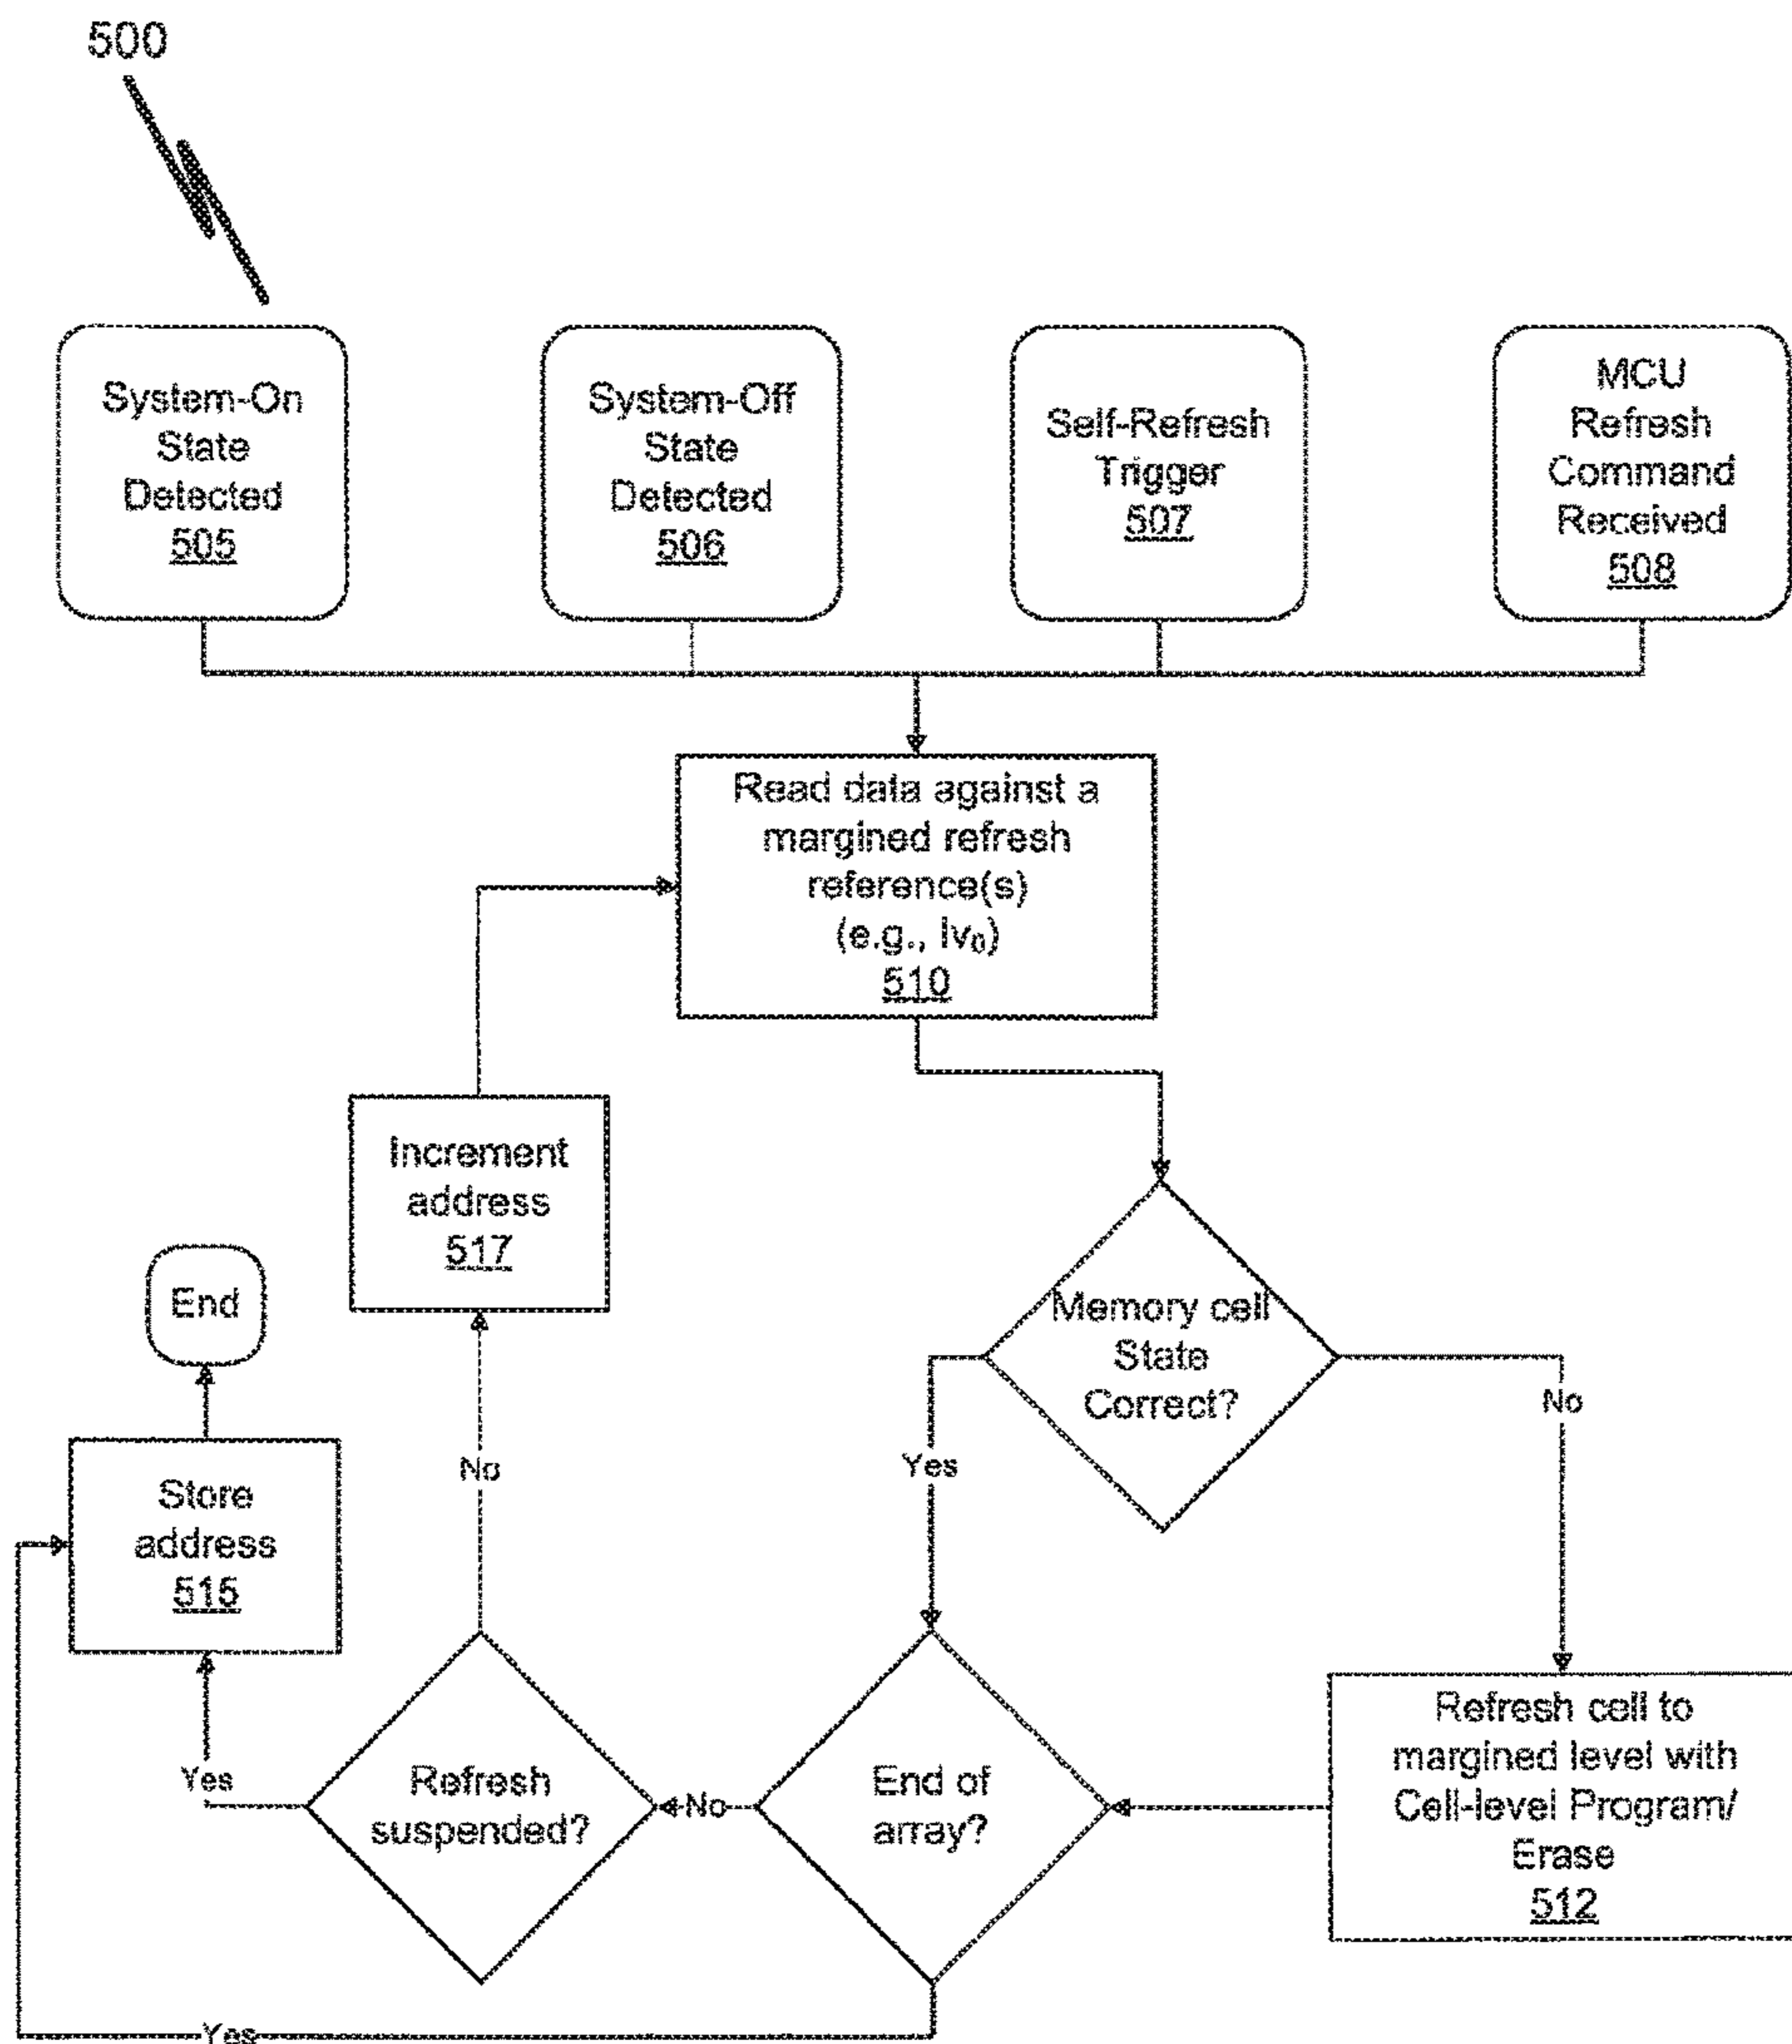 500
System-On
State
Detected
505
System-Off
State
Detected
506
Self-Refresh
Trigger
507
MCU
Refresh
Command
Received
508
Read data against a
margined refresh
reference(s)
(e.g., Iv₀)
510
Increment
address
517
End
Memory cell
State
Correct?
No
Yes
No
Store
address
515
Refresh cell to
margined level with
Cell-level Program/
Erase
512
Yes
Refresh
suspended?
No
End of
array?
Yes